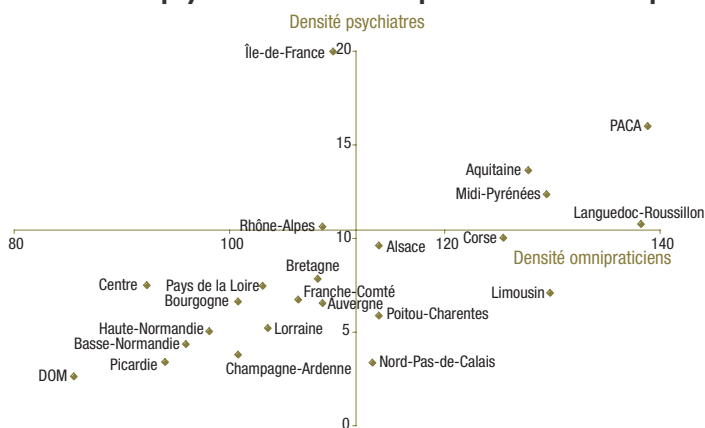 Densité psychiatres
20
Île-de-France
15
PACA
Aquitaine
Midi-Pyrénées
Languedoc-Roussillon
Rhône-Alpes
80
100
10
120
140
Corse
Alsace
Densité omnipraticiens
Bretagne
Centre
Pays de la Loire
Limousin
Franche-Comté
Bourgogne
Auvergne
Poitou-Charentes
5
Haute-Normandie
Lorraine
Basse-Normandie
Picardie
Champagne-Ardenne
Nord-Pas-de-Calais
DOM
0